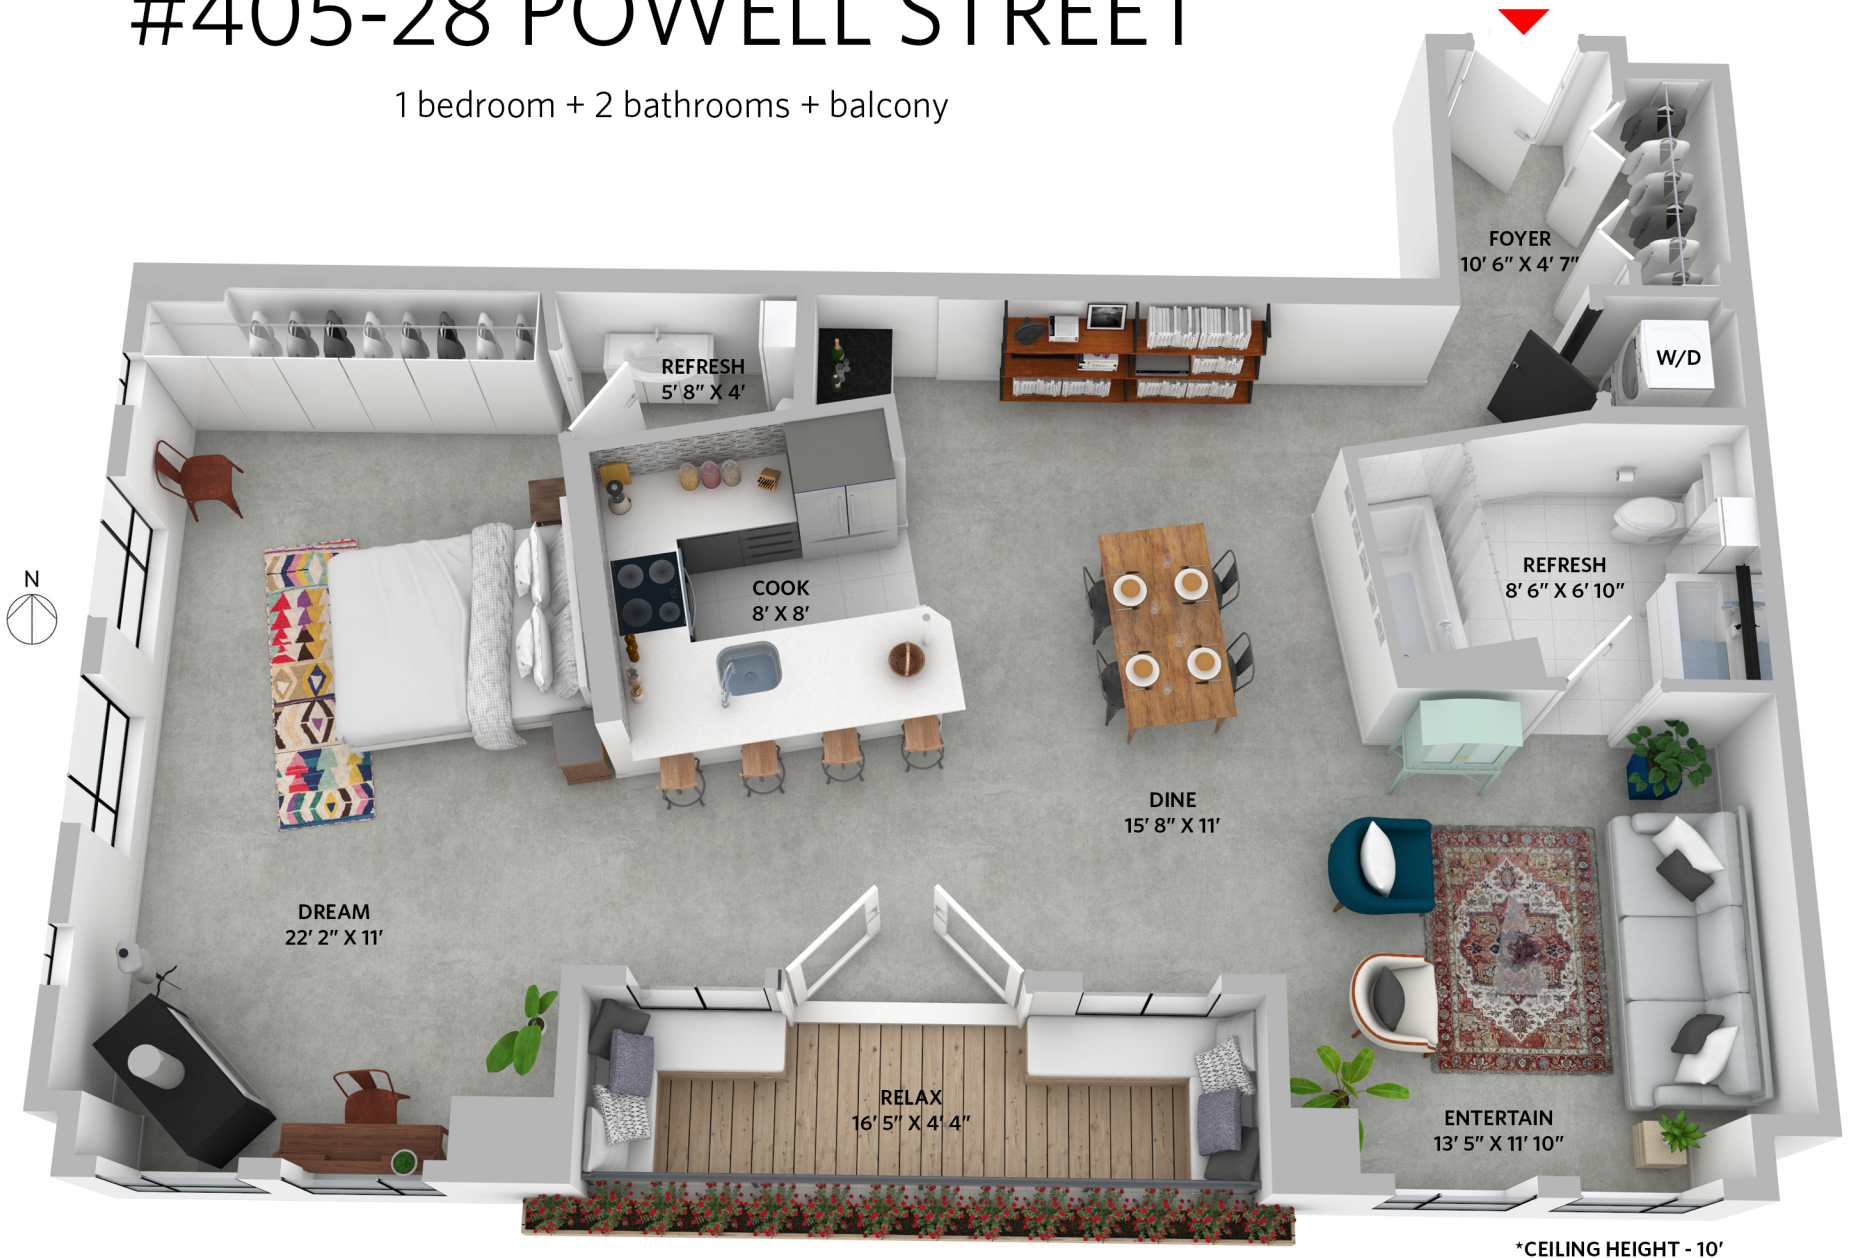 #405-28 POWELL STREET
1 bedroom + 2 bathrooms + balcony
FOYER
10' 6" X 4' 7"
W/D
REFRESH
5' 8" X 4'
REFRESH
8' 6" X 6' 10"
N
COOK
8' X 8'
DINE
15' 8" X 11'
DREAM
22' 2" X 11'
RELAX
16' 5" X 4' 4"
ENTERTAIN
13' 5" X 11' 10"
*CEILING HEIGHT - 10'